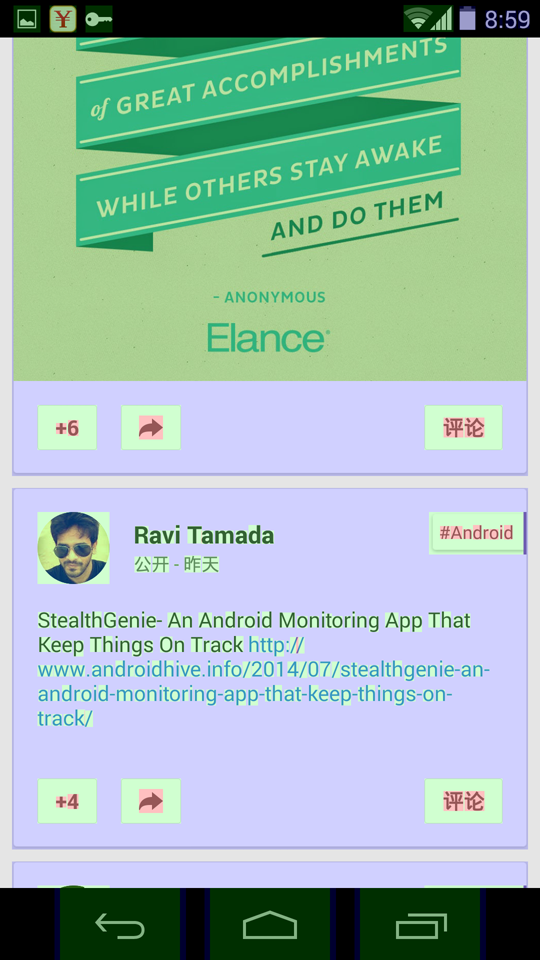 8:59
of GREAT ACCOMPLISHMENTS
WHILE OTHERS STAY AWAKE
AND DO THEM
- ANONYMOUS
Elance
+6
评论
Ravi Tamada
#Android
公开 - 昨天
StealthGenie- An Android Monitoring App That
Keep Things On Track http://
www.androidhive.info/2014/07/stealthgenie-an-
android-monitoring-app-that-keep-things-on-
track/
+4
评论